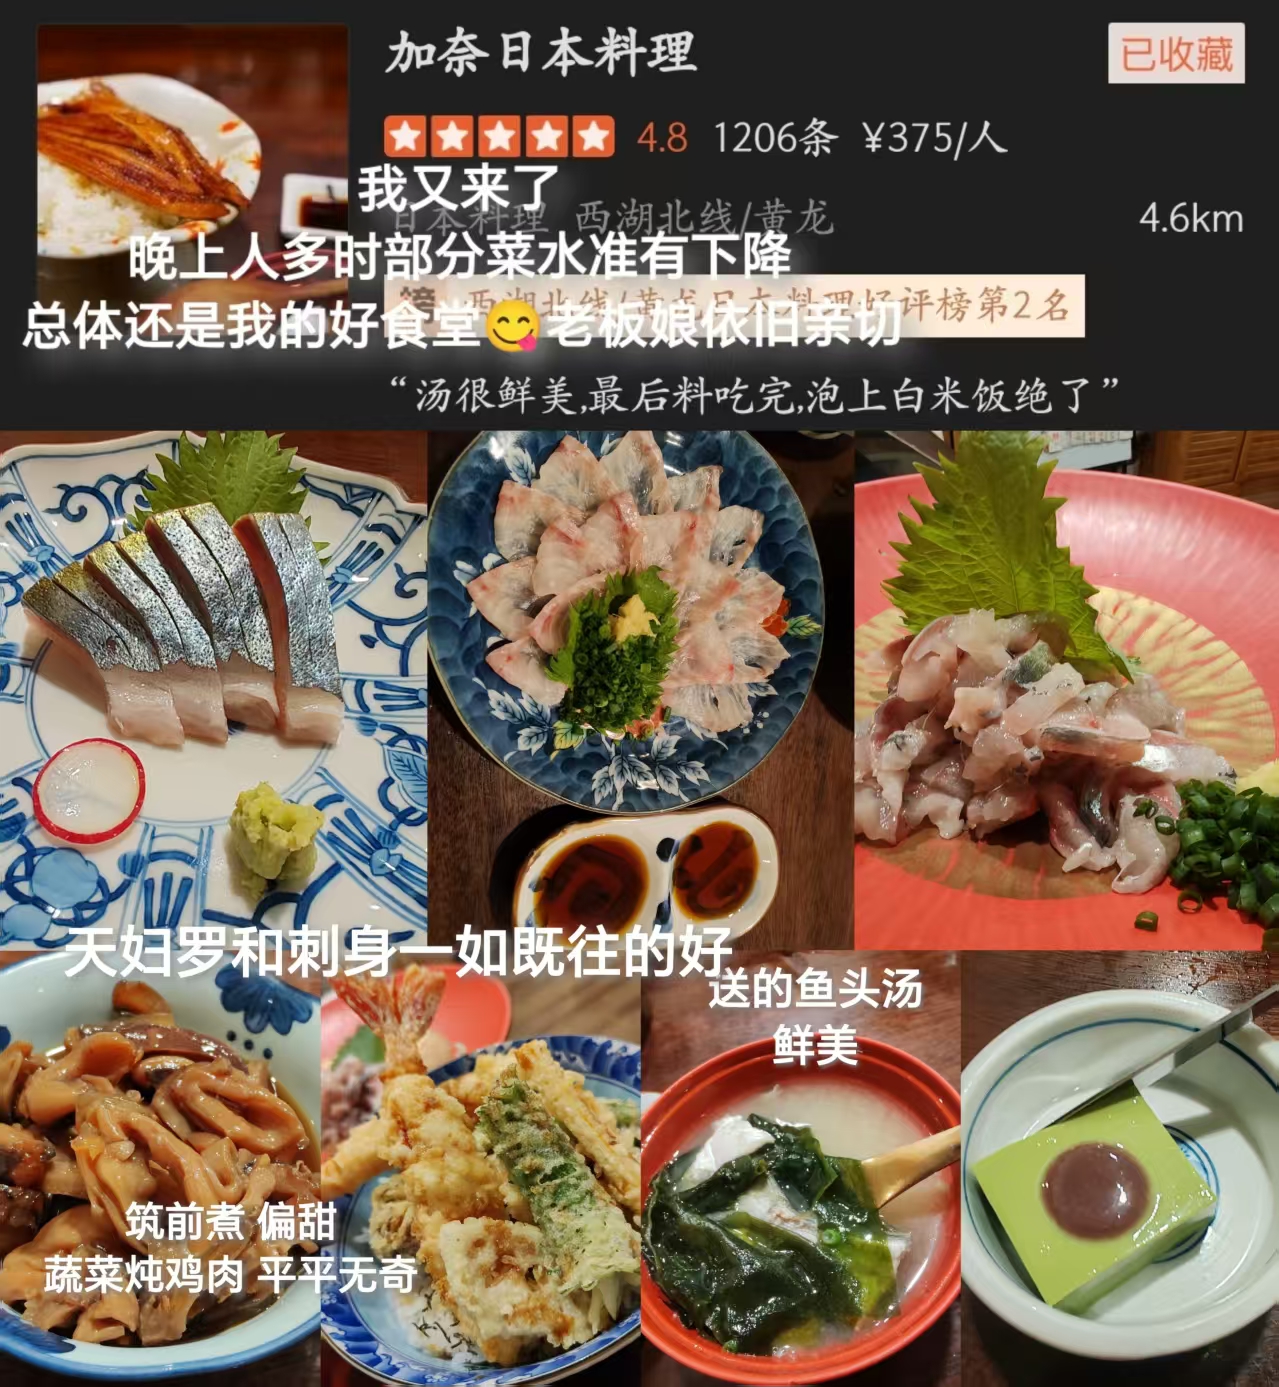 加奈日本料理
已收藏
4.8 1206条 ¥375/人
我又来了
日本料理 西湖北线/黄龙
4.6km
晚上人多时部分菜水准有下降
榜 西湖北线/黄龙日本料理好评榜第2名
总体还是我的好食堂😋老板娘依旧亲切
“汤很鲜美,最后料吃完,泡上白米饭绝了”
天妇罗和刺身一如既往的好
送的鱼头汤
鲜美
筑前煮 偏甜
蔬菜炖鸡肉 平平无奇